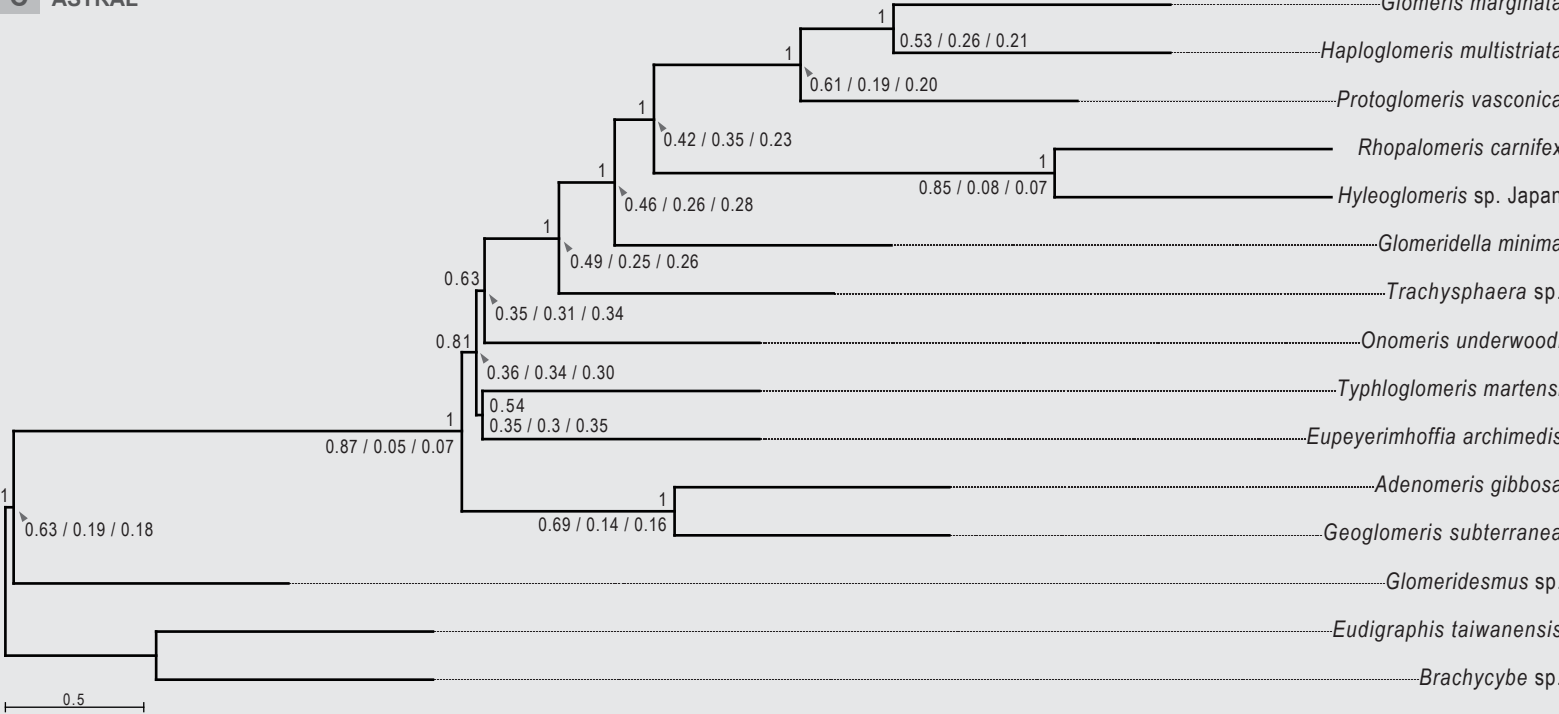 C ASTRAL
1 Glomeris marginata
0.53 / 0.26 / 0.21
1 Haploglomeris multistriata
0.61 / 0.19 / 0.20
Protoglomeris vasconica
1
0.42 / 0.35 / 0.23
Rhopalomeris carnifex
1
0.85 / 0.08 / 0.07
1
0.46 / 0.26 / 0.28
Hyleoglomeris sp. Japan
1
Glomeridella minima
0.49 / 0.25 / 0.26
0.63
Trachysphaera sp.
0.35 / 0.31 / 0.34
0.81
Onomeris underwoodi
0.36 / 0.34 / 0.30
Typhloglomeris martensi
0.54
0.35 / 0.3 / 0.35
1
0.87 / 0.05 / 0.07
Eupeyerimhoffia archimedis
Adenomeris gibbosa
1
0.69 / 0.14 / 0.16
1
0.63 / 0.19 / 0.18
Geoglomeris subterranea
Glomeridesmus sp.
Eudigraphis taiwanensis
Brachycybe sp.
0.5